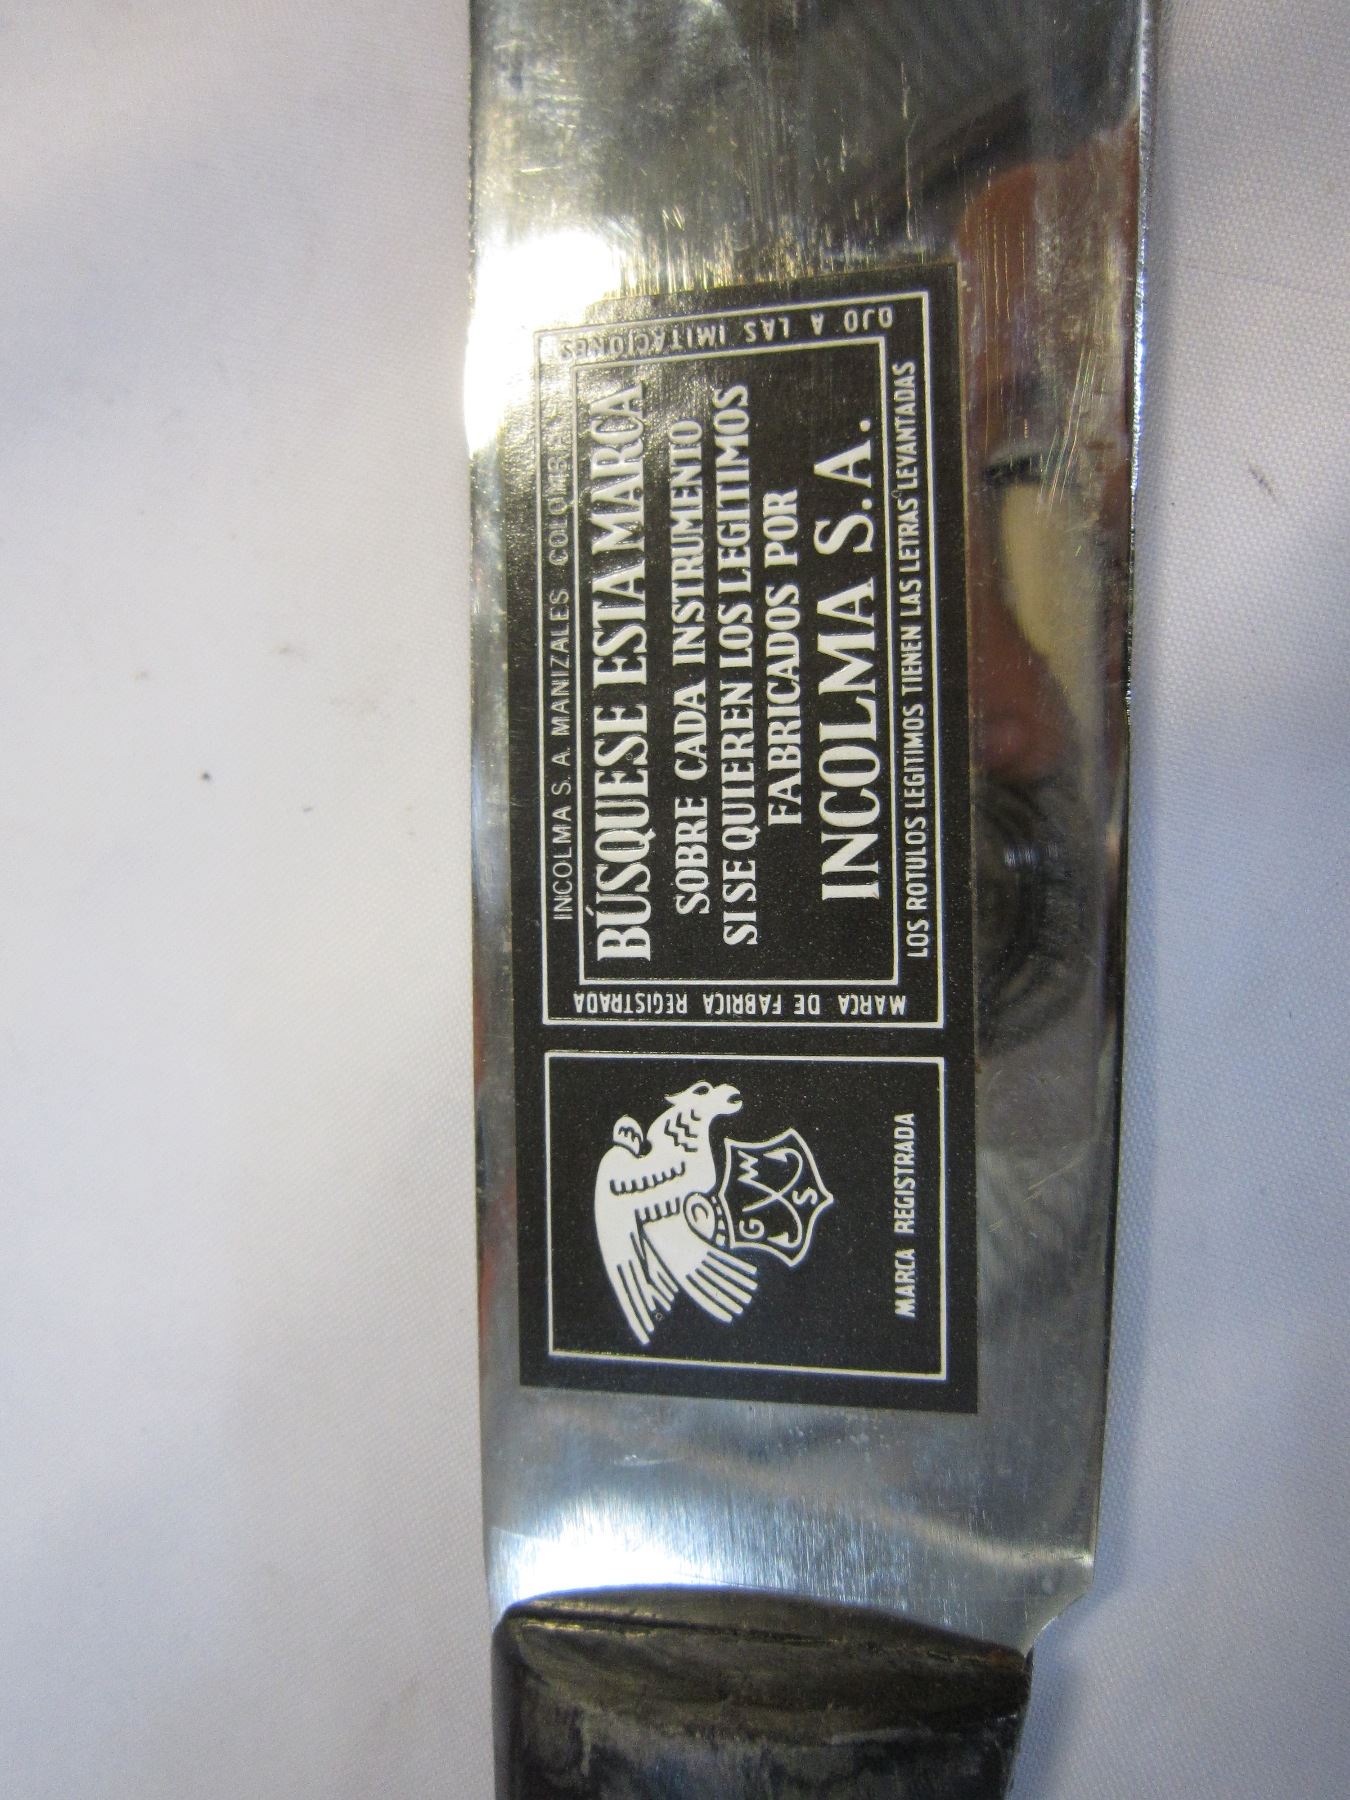 INCOLMA S. A. MANIZALES COLOMBIA
BÚSQUESE ESTA MARCA
SOBRE CADA INSTRUMENTO
SI SE QUIEREN LOS LEGITIMOS
FABRICADOS POR
INCOLMA S.A.
LOS ROTULOS LEGITIMOS TIENEN LAS LETRAS LEVANTADAS
MARCA DE FABRICA REGISTRADA
OJO A LAS IMITACIONES
C
G W
S
MARCA REGISTRADA